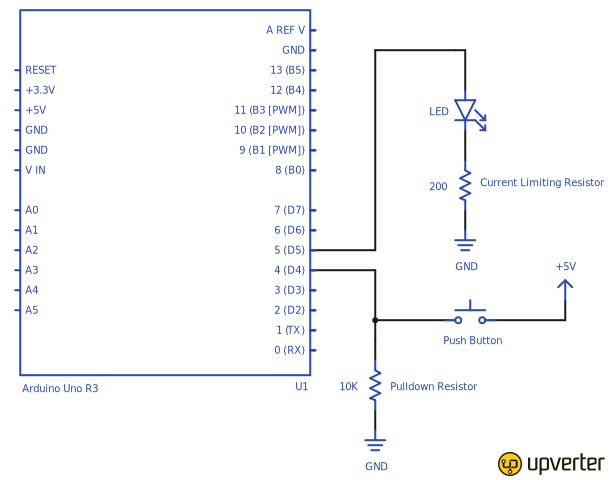 A REF V
GND
RESET 13 (B5)
+3.3V 12 (B4)
+5V 11 (B3 [PWM])
GND 10 (B2 [PWM])
GND 9 (B1 [PWM])
V IN 8 (B0)
A0 7 (D7)
A1 6 (D6)
A2 5 (D5)
A3 4 (D4)
A4 3 (D3)
A5 2 (D2)
1 (TX)
0 (RX)
Arduino Uno R3 U1
LED
200 Current Limiting Resistor
GND
+5V
Push Button
10K Pulldown Resistor
GND
upverter